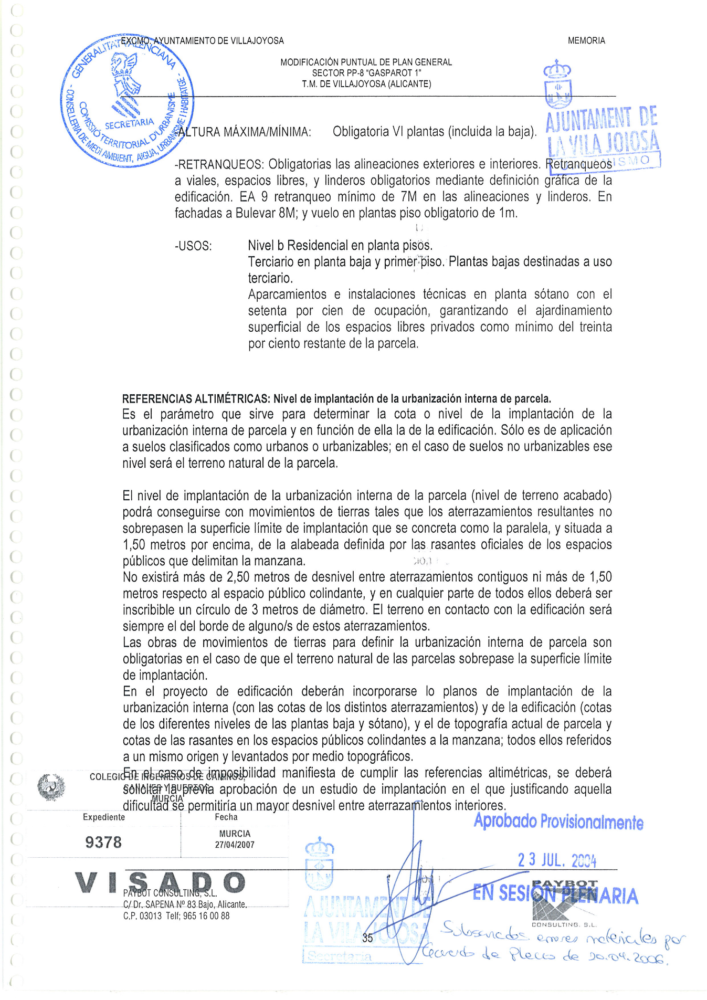 EXCMO. AYUNTAMIENTO DE VILLAJOYOSA
MEMORIA
MODIFICACIÓN PUNTUAL DE PLAN GENERAL
SECTOR PP-8 "GASPAROT 1"
T.M. DE VILLAJOYOSA (ALICANTE)
- GENERALITAT VALENCIANA -
CONSELLERIA DE MEDI AMBIENT, AIGUA, URBANISME I HABITATGE
COMISSIÓ TERRITORIAL D'URBANISME
SECRETARIA
AJUNTAMENT DE
LA VILA JOIOSA
URBANISMO
-ALTURA MÁXIMA/MÍNIMA: Obligatoria VI plantas (incluida la baja).
-RETRANQUEOS: Obligatorias las alineaciones exteriores e interiores. Retranqueos
a viales, espacios libres, y linderos obligatorios mediante definición gráfica de la
edificación. EA 9 retranqueo mínimo de 7M en las alineaciones y linderos. En
fachadas a Bulevar 8M; y vuelo en plantas piso obligatorio de 1m.
-USOS: Nivel b Residencial en planta pisos.
Terciario en planta baja y primer piso. Plantas bajas destinadas a uso
terciario.
Aparcamientos e instalaciones técnicas en planta sótano con el
setenta por cien de ocupación, garantizando el ajardinamiento
superficial de los espacios libres privados como mínimo del treinta
por ciento restante de la parcela.
REFERENCIAS ALTIMÉTRICAS: Nivel de implantación de la urbanización interna de parcela.
Es el parámetro que sirve para determinar la cota o nivel de la implantación de la
urbanización interna de parcela y en función de ella la de la edificación. Sólo es de aplicación
a suelos clasificados como urbanos o urbanizables; en el caso de suelos no urbanizables ese
nivel será el terreno natural de la parcela.
El nivel de implantación de la urbanización interna de la parcela (nivel de terreno acabado)
podrá conseguirse con movimientos de tierras tales que los aterrazamientos resultantes no
sobrepasen la superficie límite de implantación que se concreta como la paralela, y situada a
1,50 metros por encima, de la alabeada definida por las rasantes oficiales de los espacios
públicos que delimitan la manzana.
No existirá más de 2,50 metros de desnivel entre aterrazamientos contiguos ni más de 1,50
metros respecto al espacio público colindante, y en cualquier parte de todos ellos deberá ser
inscribible un círculo de 3 metros de diámetro. El terreno en contacto con la edificación será
siempre el del borde de alguno/s de estos aterrazamientos.
Las obras de movimientos de tierras para definir la urbanización interna de parcela son
obligatorias en el caso de que el terreno natural de las parcelas sobrepase la superficie límite
de implantación.
En el proyecto de edificación deberán incorporarse lo planos de implantación de la
urbanización interna (con las cotas de los distintos aterrazamientos) y de la edificación (cotas
de los diferentes niveles de las plantas baja y sótano), y el de topografía actual de parcela y
cotas de las rasantes en los espacios públicos colindantes a la manzana; todos ellos referidos
a un mismo origen y levantados por medio topográficos.
En el caso de imposibilidad manifiesta de cumplir las referencias altimétricas, se deberá
solicitar la previa aprobación de un estudio de implantación en el que justificando aquella
dificultad se permitiría un mayor desnivel entre aterrazamientos interiores.
COLEGIO DE INGENIEROS DE CAMINOS,
CANALES Y PUERTOS
MURCIA
Expediente
Fecha
9378
MURCIA
27/04/2007
VISADO
Aprobado Provisionalmente
23 JUL. 2004
EN SESIÓN PLENARIA
PAYBOT CONSULTING, S.L.
C/ Dr. SAPENA Nº 83 Bajo, Alicante.
C.P. 03013 Telf; 965 16 00 88
AJUNTAMENT DE
LA VILA JOIOSA
Secretaria
PAYBOT
CONSULTING, S.L.
35
Subsanados errores materiales por
acuerdo de Pleno de 20.04.2006.